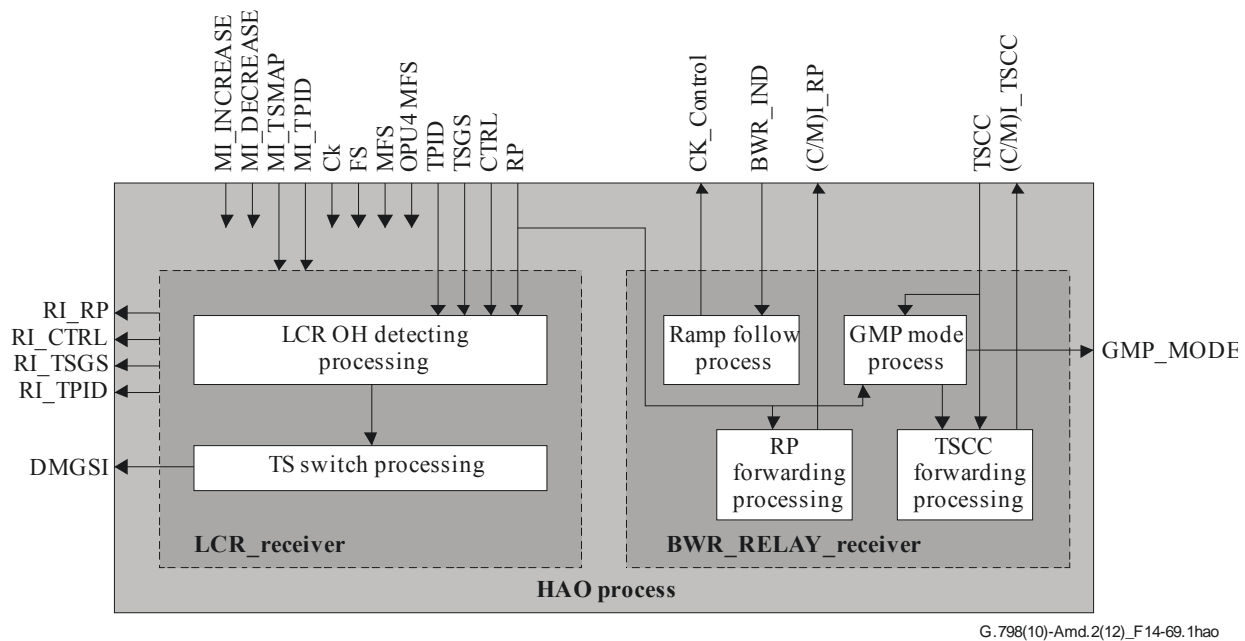 MI_INCREASE
MI_DECREASE
MI_TSMAP
MI_TPID
Ck
FS
MFS
OPU4 MFS
TPID
TSGS
CTRL
RP
CK_Control
BWR_IND
(C/M)I_RP
TSCC
(C/M)I_TSCC
RI_RP
RI_CTRL
RI_TSGS
RI_TPID
DMGSI
LCR OH detecting
processing
TS switch processing
LCR_receiver
Ramp follow
process
GMP mode
process
GMP_MODE
RP
forwarding
processing
TSCC
forwarding
processing
BWR_RELAY_receiver
HAO process
G.798(10)-Amd.2(12)_F14-69.1hao